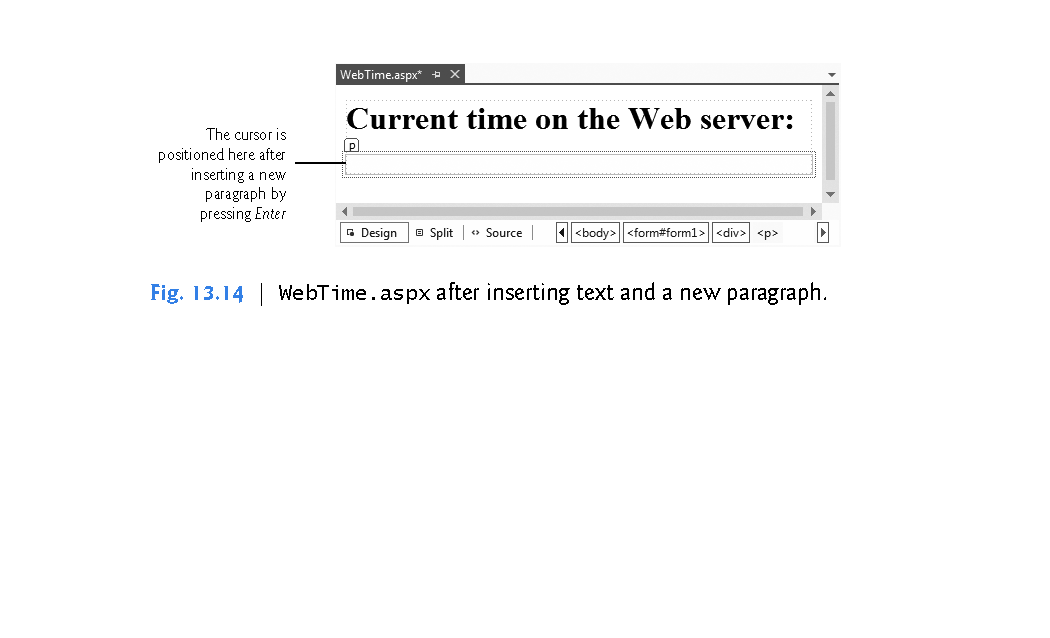 WebTime.aspx*
Current time on the Web server:
The cursor is
positioned here after
inserting a new
paragraph by
pressing Enter
p
Design Split Source <body> <form#form1> <div> <p>
Fig. 13.14 | WebTime.aspx after inserting text and a new paragraph.